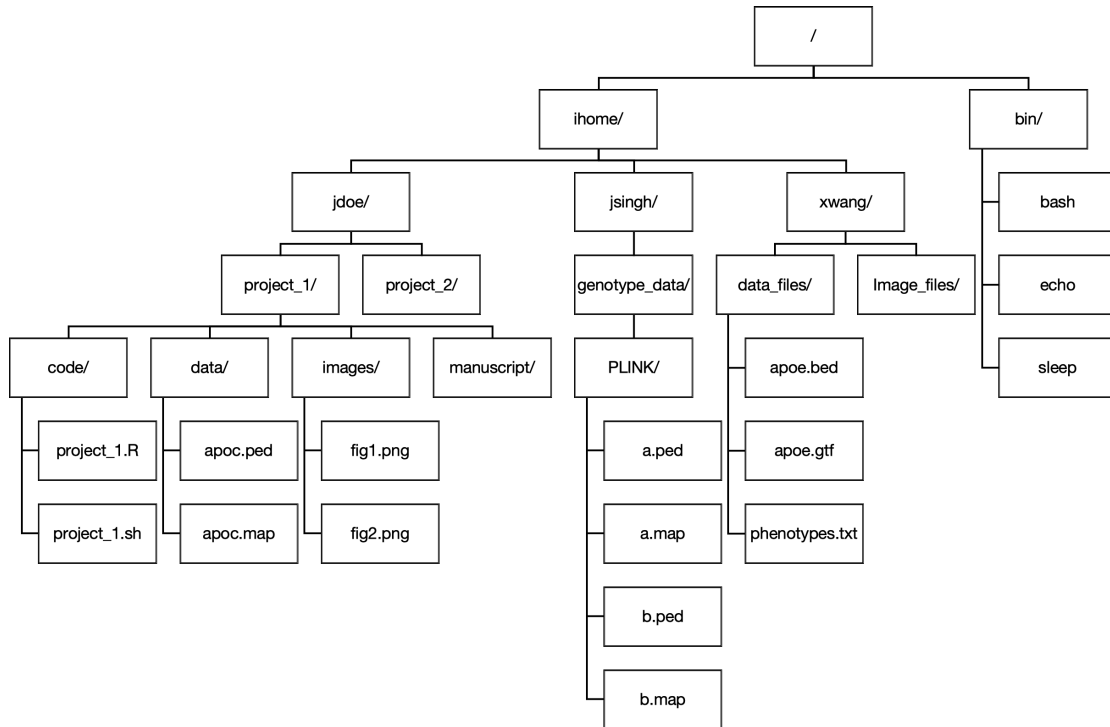 /
ihome/
bin/
jdoe/
jsingh/
xwang/
bash
project_1/
project_2/
genotype_data/
data_files/
Image_files/
echo
code/
data/
images/
manuscript/
PLINK/
apoe.bed
sleep
project_1.R
apoc.ped
fig1.png
a.ped
apoe.gtf
project_1.sh
apoc.map
fig2.png
a.map
phenotypes.txt
b.ped
b.map